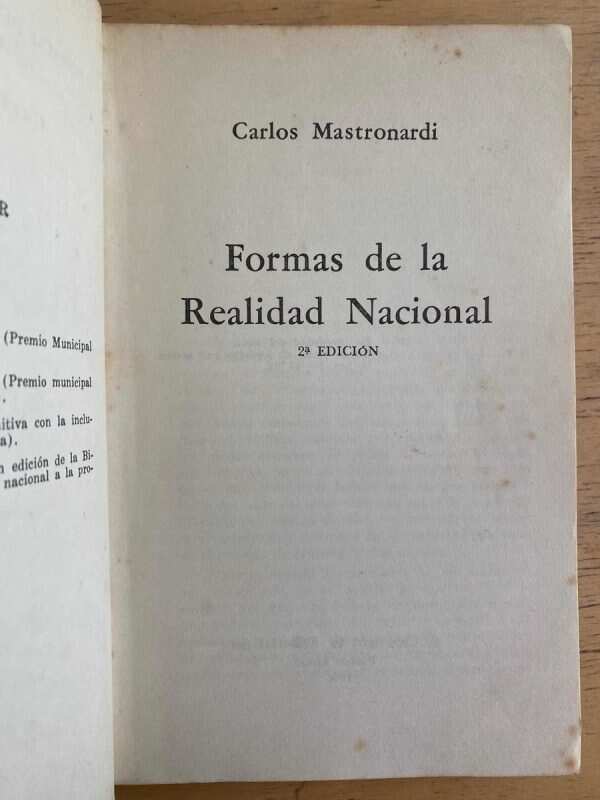 R
(Premio Municipal
(Premio municipal
.
itiva con la inclu-
a).
edición de la Bi-
nacional a la pro-
Carlos Mastronardi
Formas de la
Realidad Nacional
2ª EDICIÓN